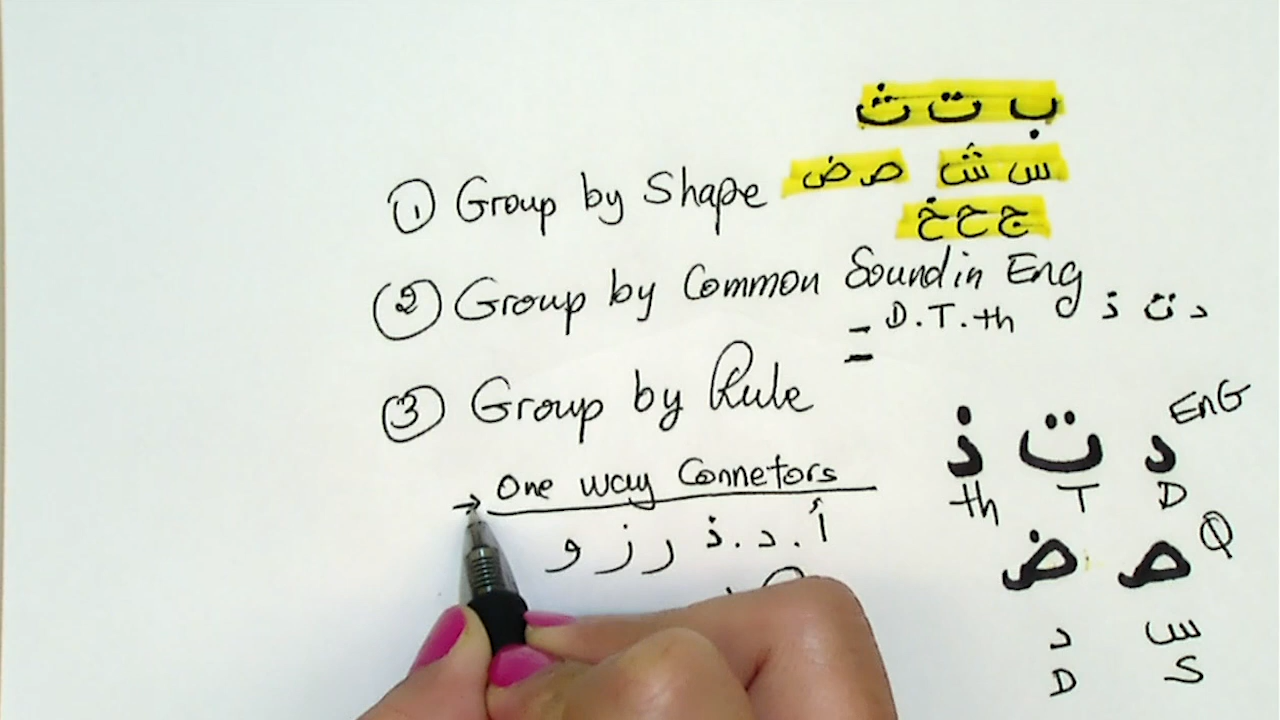 ب ت ث
① Group by Shape ص ض س ش
ج ح خ
② Group by Common Sound in Eng
= D.T.th د ت ذ
③ Group by Rule
د ت ذ EnG
th T D
→ One way Connetors
أ . د . ذ ر ز و
ص ض
د س
D S